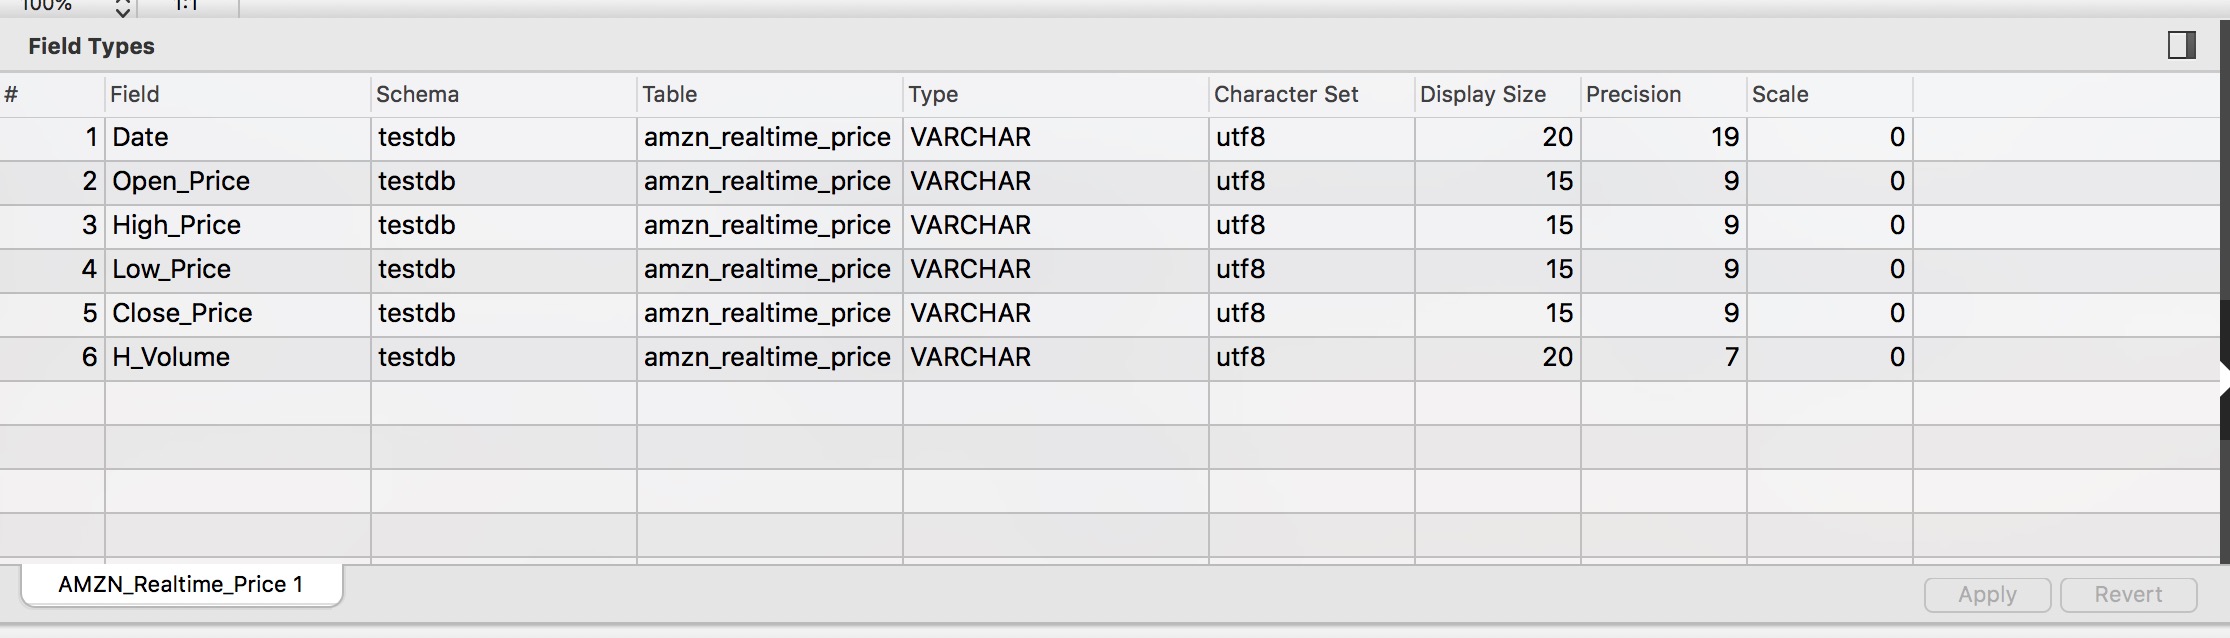 100% 1:1
Field Types
# Field Schema Table Type Character Set Display Size Precision Scale
1 Date testdb amzn_realtime_price VARCHAR utf8 20 19 0
2 Open_Price testdb amzn_realtime_price VARCHAR utf8 15 9 0
3 High_Price testdb amzn_realtime_price VARCHAR utf8 15 9 0
4 Low_Price testdb amzn_realtime_price VARCHAR utf8 15 9 0
5 Close_Price testdb amzn_realtime_price VARCHAR utf8 15 9 0
6 H_Volume testdb amzn_realtime_price VARCHAR utf8 20 7 0
AMZN_Realtime_Price 1
Apply Revert